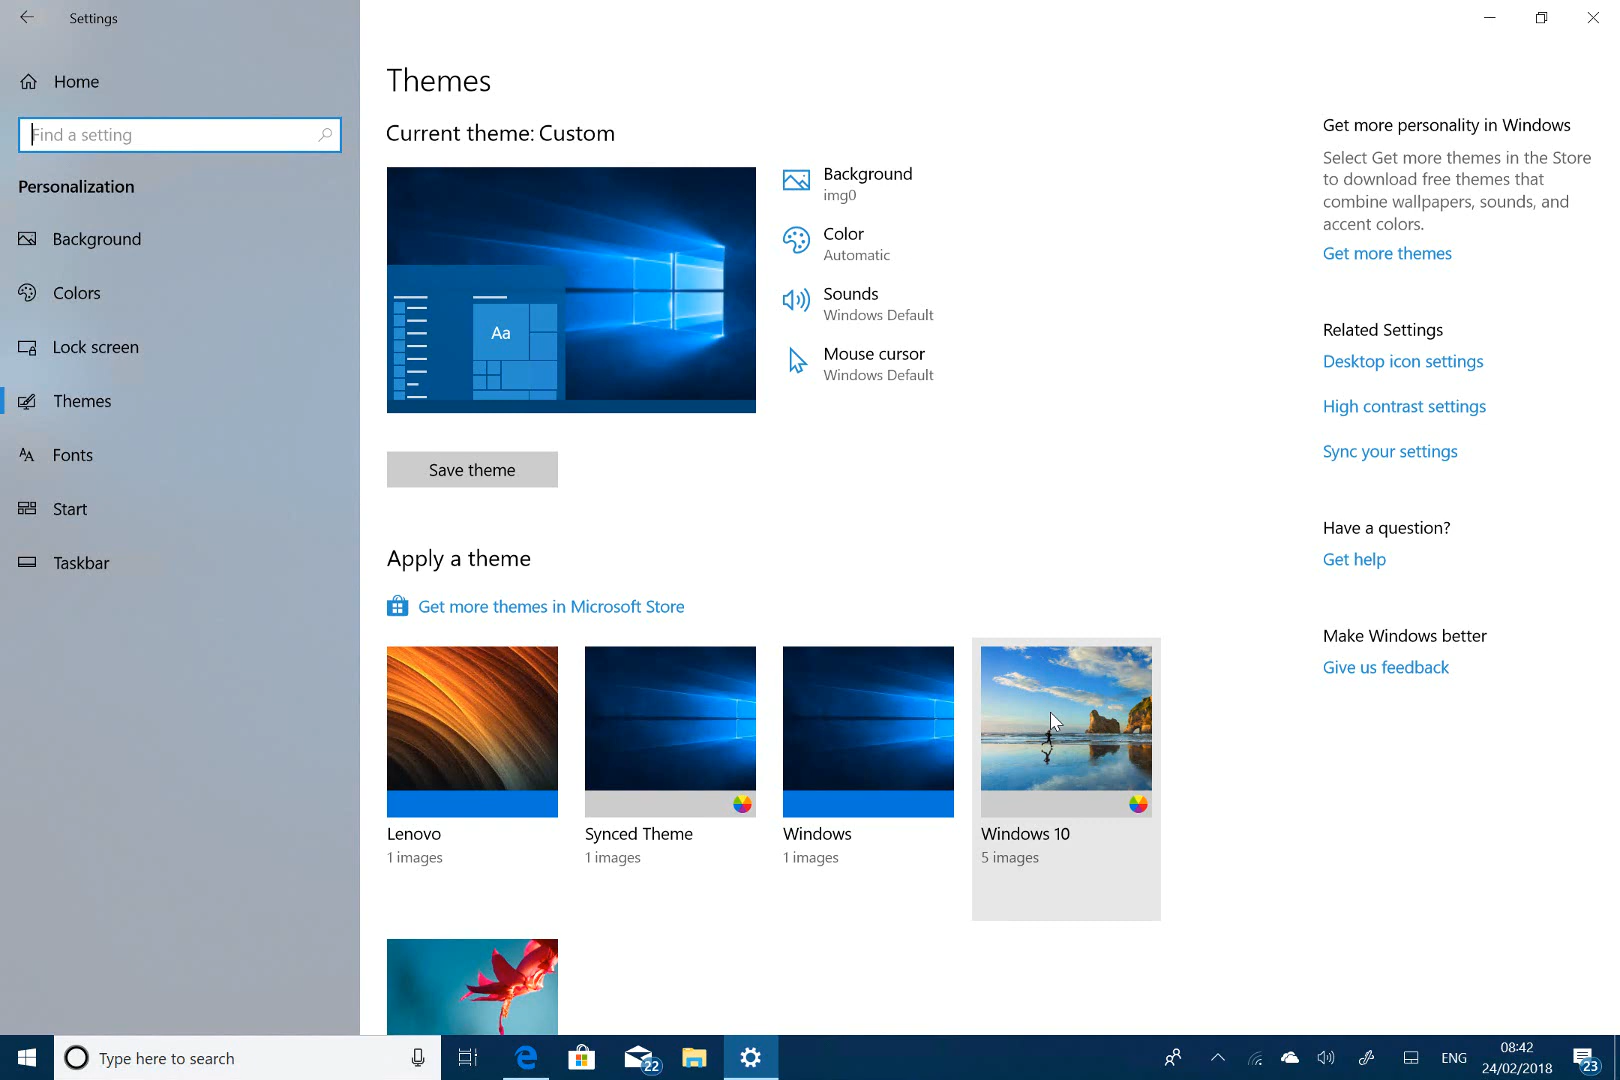 Settings
Home
Find a setting
Personalization
Background
Colors
Lock screen
Themes
Fonts
Start
Taskbar
Themes
Current theme: Custom
Aa
Background
img0
Color
Automatic
Sounds
Windows Default
Mouse cursor
Windows Default
Save theme
Apply a theme
Get more themes in Microsoft Store
Lenovo
1 images
Synced Theme
1 images
Windows
1 images
Windows 10
5 images
Get more personality in Windows
Select Get more themes in the Store
to download free themes that
combine wallpapers, sounds, and
accent colors.
Get more themes
Related Settings
Desktop icon settings
High contrast settings
Sync your settings
Have a question?
Get help
Make Windows better
Give us feedback
Type here to search
22
ENG
08:42
24/02/2018
23